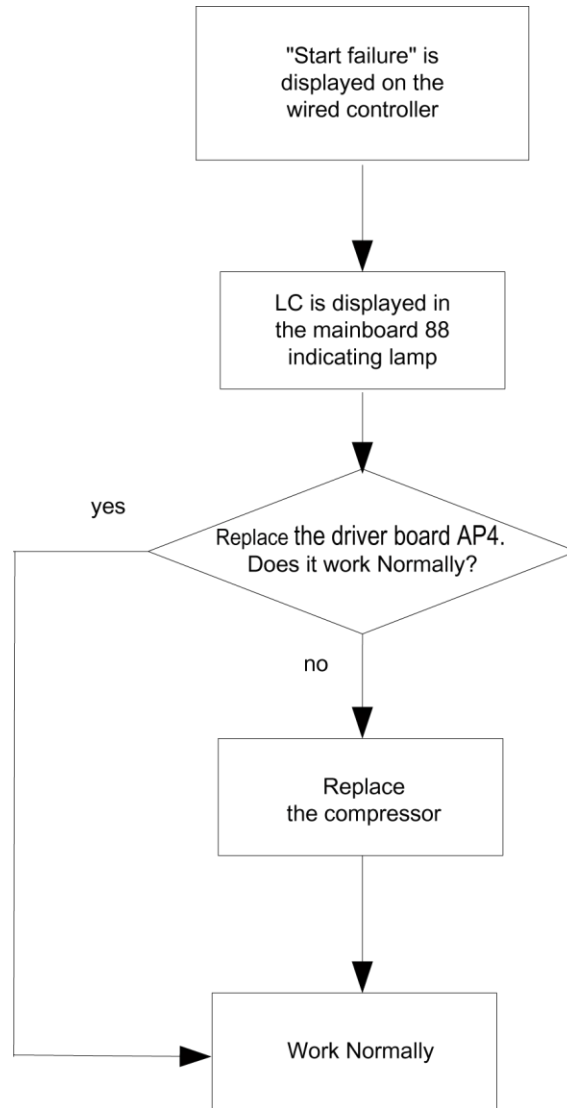 "Start failure" is
displayed on the
wired controller
LC is displayed in
the mainboard 88
indicating lamp
yes
Replace the driver board AP4.
Does it work Normally?
no
Replace
the compressor
Work Normally